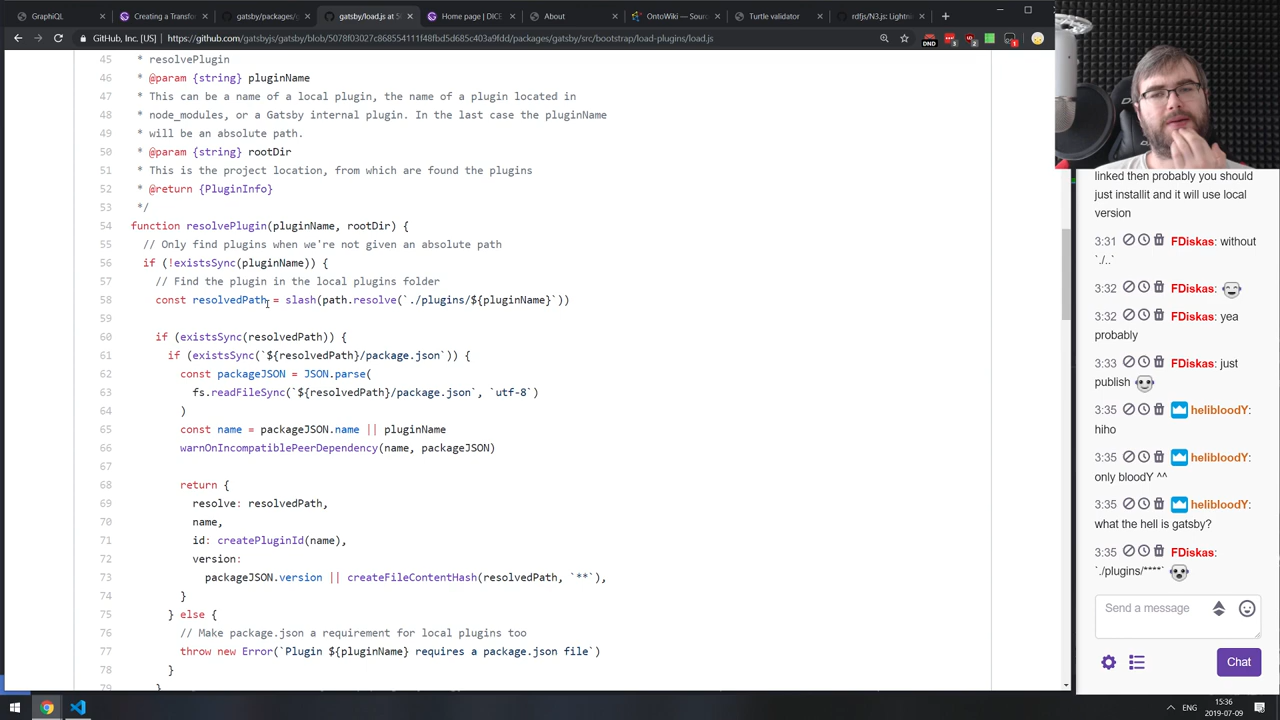 GraphiQL
Creating a Transfo
gatsby/packages/g
gatsby/load.js at 5
Home page | DICE
About
OntoWiki — Sourc
Turtle validator
rdfjs/N3.js: Lightni
GitHub, Inc. [US] | https://github.com/gatsbyjs/gatsby/blob/5078f03027c868554111f48fbd5d685c403a9fdd/packages/gatsby/src/bootstrap/load-plugins/load.js
45 * resolvePlugin
46 * @param {string} pluginName
47 * This can be a name of a local plugin, the name of a plugin located in
48 * node_modules, or a Gatsby internal plugin. In the last case the pluginName
49 * will be an absolute path.
50 * @param {string} rootDir
51 * This is the project location, from which are found the plugins
52 * @return {PluginInfo}
53 */
54 function resolvePlugin(pluginName, rootDir) {
55 // Only find plugins when we're not given an absolute path
56 if (!existsSync(pluginName)) {
57 // Find the plugin in the local plugins folder
58 const resolvedPath = slash(path.resolve(`./plugins/${pluginName}`))
59
60 if (existsSync(resolvedPath)) {
61 if (existsSync(`${resolvedPath}/package.json`)) {
62 const packageJSON = JSON.parse(
63 fs.readFileSync(`${resolvedPath}/package.json`, `utf-8`)
64 )
65 const name = packageJSON.name || pluginName
66 warnOnIncompatiblePeerDependency(name, packageJSON)
67
68 return {
69 resolve: resolvedPath,
70 name,
71 id: createPluginId(name),
72 version:
73 packageJSON.version || createFileContentHash(resolvedPath, `**`),
74 }
75 } else {
76 // Make package.json a requirement for local plugins too
77 throw new Error(`Plugin ${pluginName} requires a package.json file`)
78 }
79 }
linked then probably you should
just installit and it will use local
version
3:31 FDiskas: without
`./..`
3:32 FDiskas:
3:32 FDiskas: yea
probably
3:33 FDiskas: just
publish
3:35 helibloodY:
hiho
3:35 helibloodY:
only bloodY ^^
3:35 helibloodY:
what the hell is gatsby?
3:35 FDiskas:
`./plugins/****`
Send a message
Chat
ENG
15:36
2019-07-09